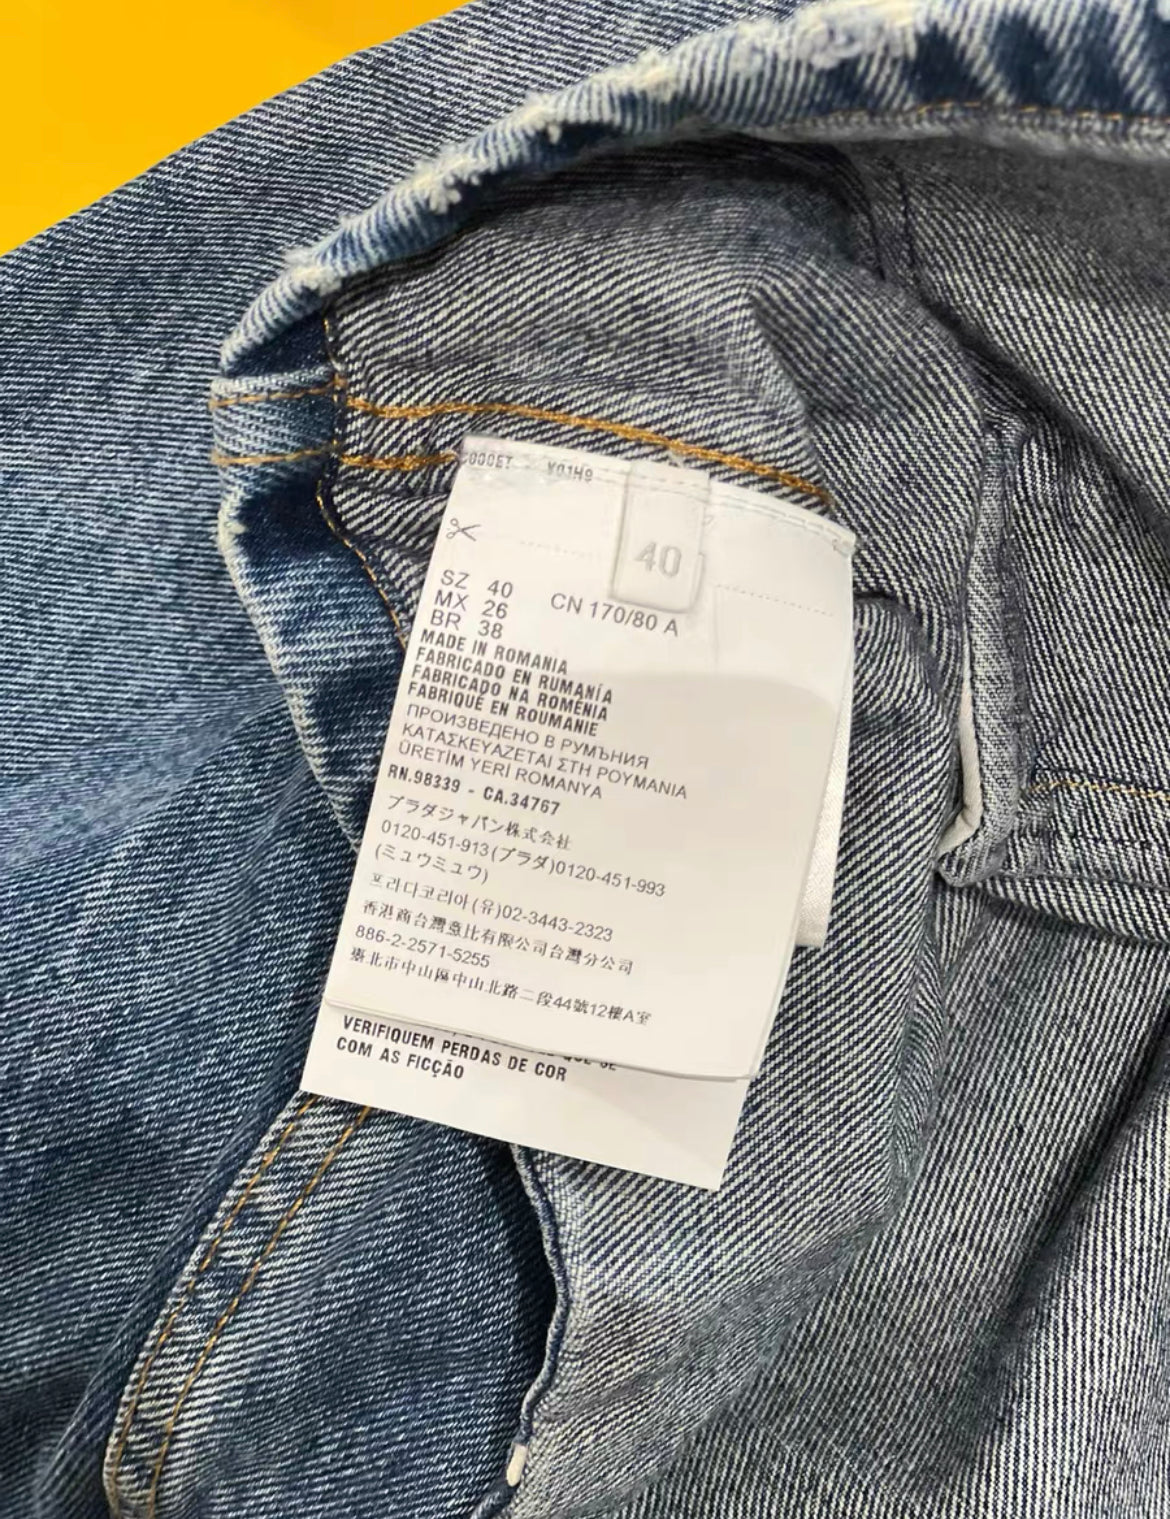 000ET X01H9
40
SZ 40 CN 170/80 A
MX 26
BR 38
MADE IN ROMANIA
FABRICADO EN RUMANÍA
FABRICADO NA ROMÉNIA
FABRIQUÉ EN ROUMANIE
ПРОИЗВЕДЕНО В РУМЪНИЯ
ΚΑΤΑΣΚΕΥΑΖΕΤΑΙ ΣΤΗ ΡΟΥΜΑΝΙΑ
ÜRETİM YERİ ROMANYA
RN.98339 - CA.34767
プラダジャパン株式会社
0120-451-913(プラダ)0120-451-993
(ミュウミュウ)
프라다코리아(유)02-3443-2323
香港商台灣意比有限公司台灣分公司
886-2-2571-5255
臺北市中山區中山北路二段44號12樓A室
VERIFIQUEM PERDAS DE COR
COM AS FICÇÃO